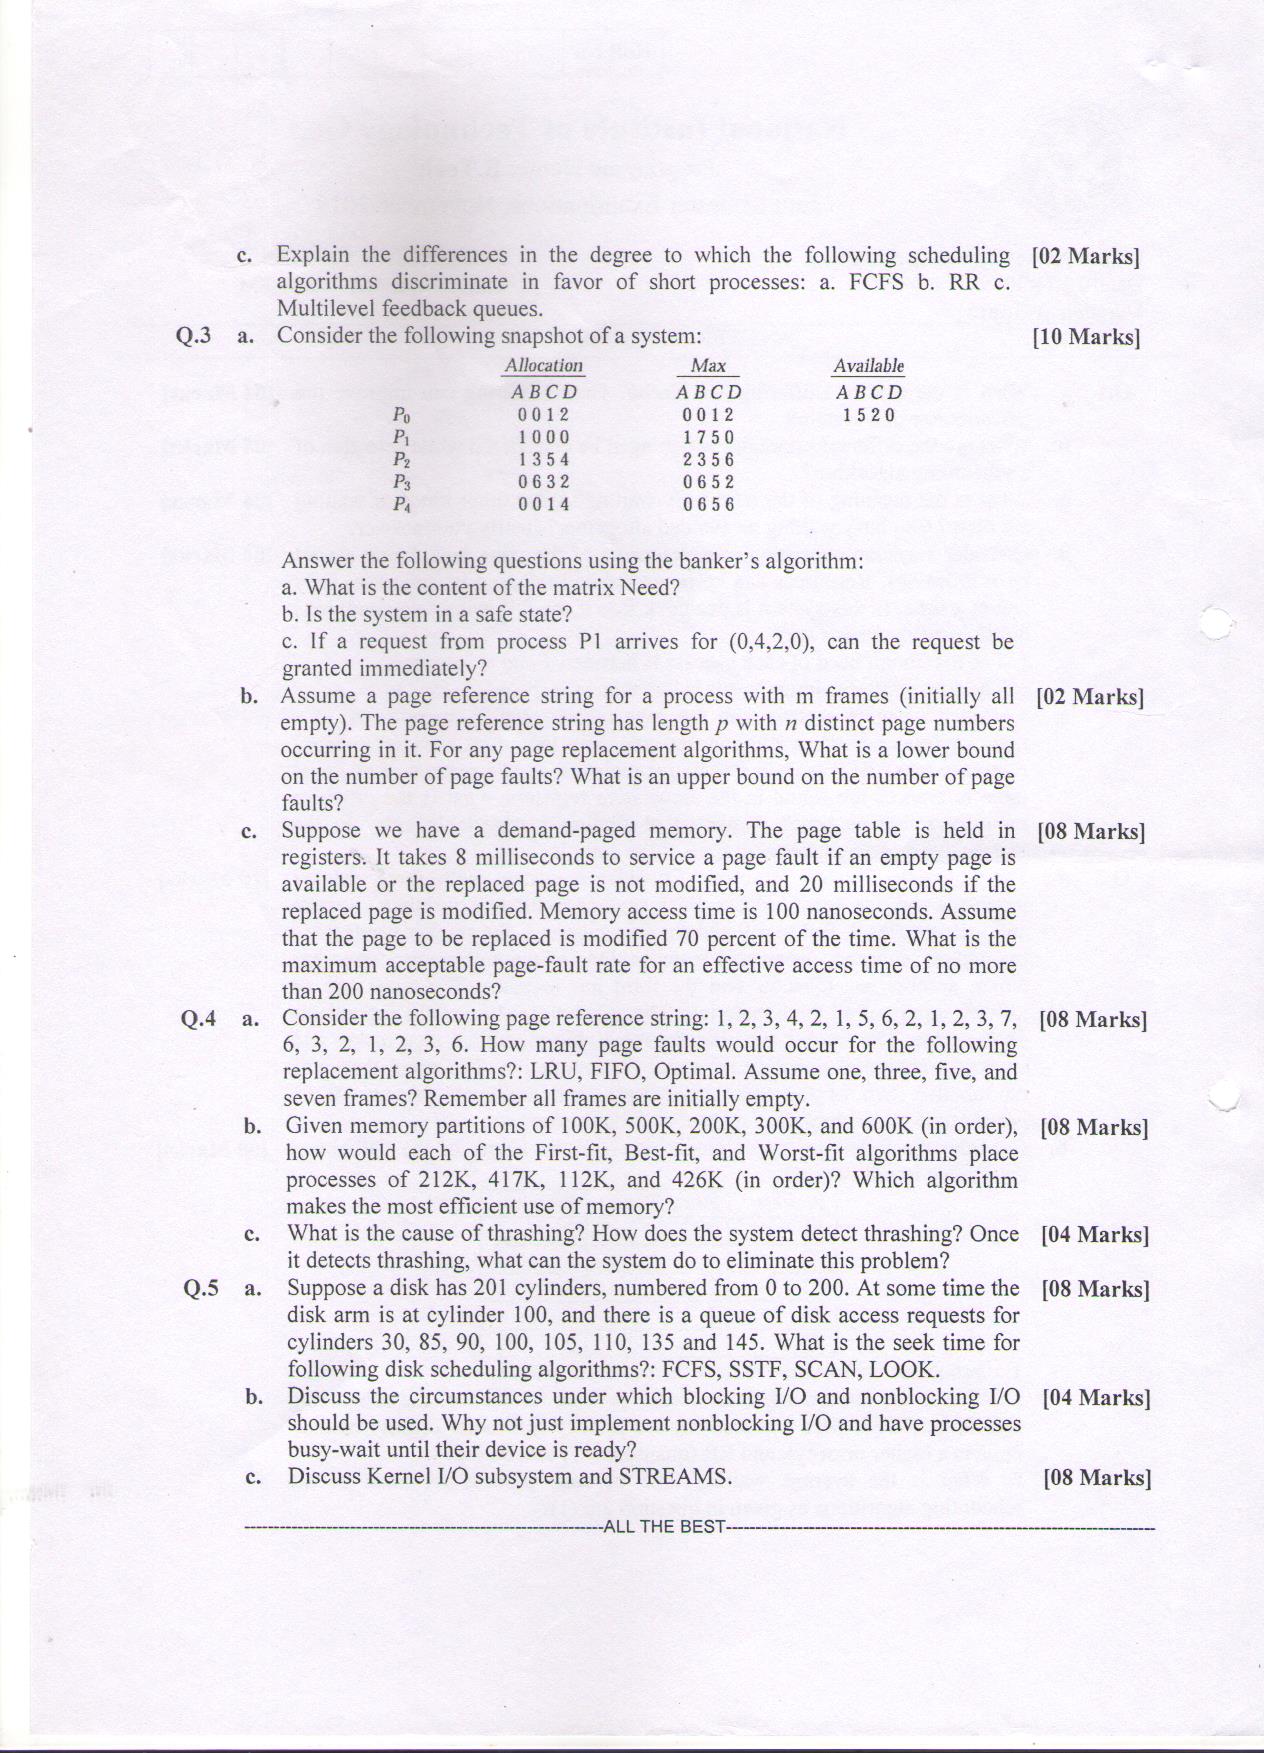 c. Explain the differences in the degree to which the following scheduling [02 Marks]
algorithms discriminate in favor of short processes: a. FCFS b. RR c.
Multilevel feedback queues.
Q.3 a. Consider the following snapshot of a system: [10 Marks]
Allocation Max Available
A B C D A B C D A B C D
P0 0 0 1 2 0 0 1 2 1 5 2 0
P1 1 0 0 0 1 7 5 0
P2 1 3 5 4 2 3 5 6
P3 0 6 3 2 0 6 5 2
P4 0 0 1 4 0 6 5 6
Answer the following questions using the banker's algorithm:
a. What is the content of the matrix Need?
b. Is the system in a safe state?
c. If a request from process P1 arrives for (0,4,2,0), can the request be
granted immediately?
b. Assume a page reference string for a process with m frames (initially all [02 Marks]
empty). The page reference string has length p with n distinct page numbers
occurring in it. For any page replacement algorithms, What is a lower bound
on the number of page faults? What is an upper bound on the number of page
faults?
c. Suppose we have a demand-paged memory. The page table is held in [08 Marks]
registers. It takes 8 milliseconds to service a page fault if an empty page is
available or the replaced page is not modified, and 20 milliseconds if the
replaced page is modified. Memory access time is 100 nanoseconds. Assume
that the page to be replaced is modified 70 percent of the time. What is the
maximum acceptable page-fault rate for an effective access time of no more
than 200 nanoseconds?
Q.4 a. Consider the following page reference string: 1, 2, 3, 4, 2, 1, 5, 6, 2, 1, 2, 3, 7, [08 Marks]
6, 3, 2, 1, 2, 3, 6. How many page faults would occur for the following
replacement algorithms?: LRU, FIFO, Optimal. Assume one, three, five, and
seven frames? Remember all frames are initially empty.
b. Given memory partitions of 100K, 500K, 200K, 300K, and 600K (in order), [08 Marks]
how would each of the First-fit, Best-fit, and Worst-fit algorithms place
processes of 212K, 417K, 112K, and 426K (in order)? Which algorithm
makes the most efficient use of memory?
c. What is the cause of thrashing? How does the system detect thrashing? Once [04 Marks]
it detects thrashing, what can the system do to eliminate this problem?
Q.5 a. Suppose a disk has 201 cylinders, numbered from 0 to 200. At some time the [08 Marks]
disk arm is at cylinder 100, and there is a queue of disk access requests for
cylinders 30, 85, 90, 100, 105, 110, 135 and 145. What is the seek time for
following disk scheduling algorithms?: FCFS, SSTF, SCAN, LOOK.
b. Discuss the circumstances under which blocking I/O and nonblocking I/O [04 Marks]
should be used. Why not just implement nonblocking I/O and have processes
busy-wait until their device is ready?
c. Discuss Kernel I/O subsystem and STREAMS. [08 Marks]
----------ALL THE BEST----------